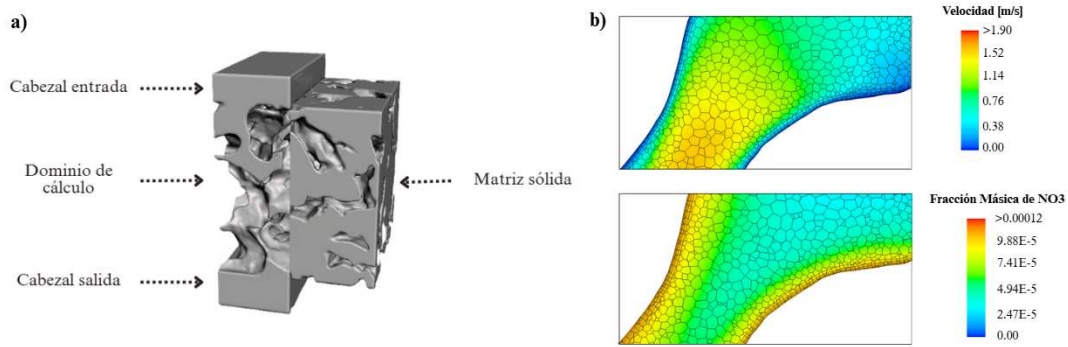 a)
Cabezal entrada
Dominio de
cálculo
Cabezal salida
Matriz sólida
b)
Velocidad [m/s]
>1.90
1.52
1.14
0.76
0.38
0.00
Fracción Másica de NO3
>0.00012
9.88E-5
7.41E-5
4.94E-5
2.47E-5
0.00